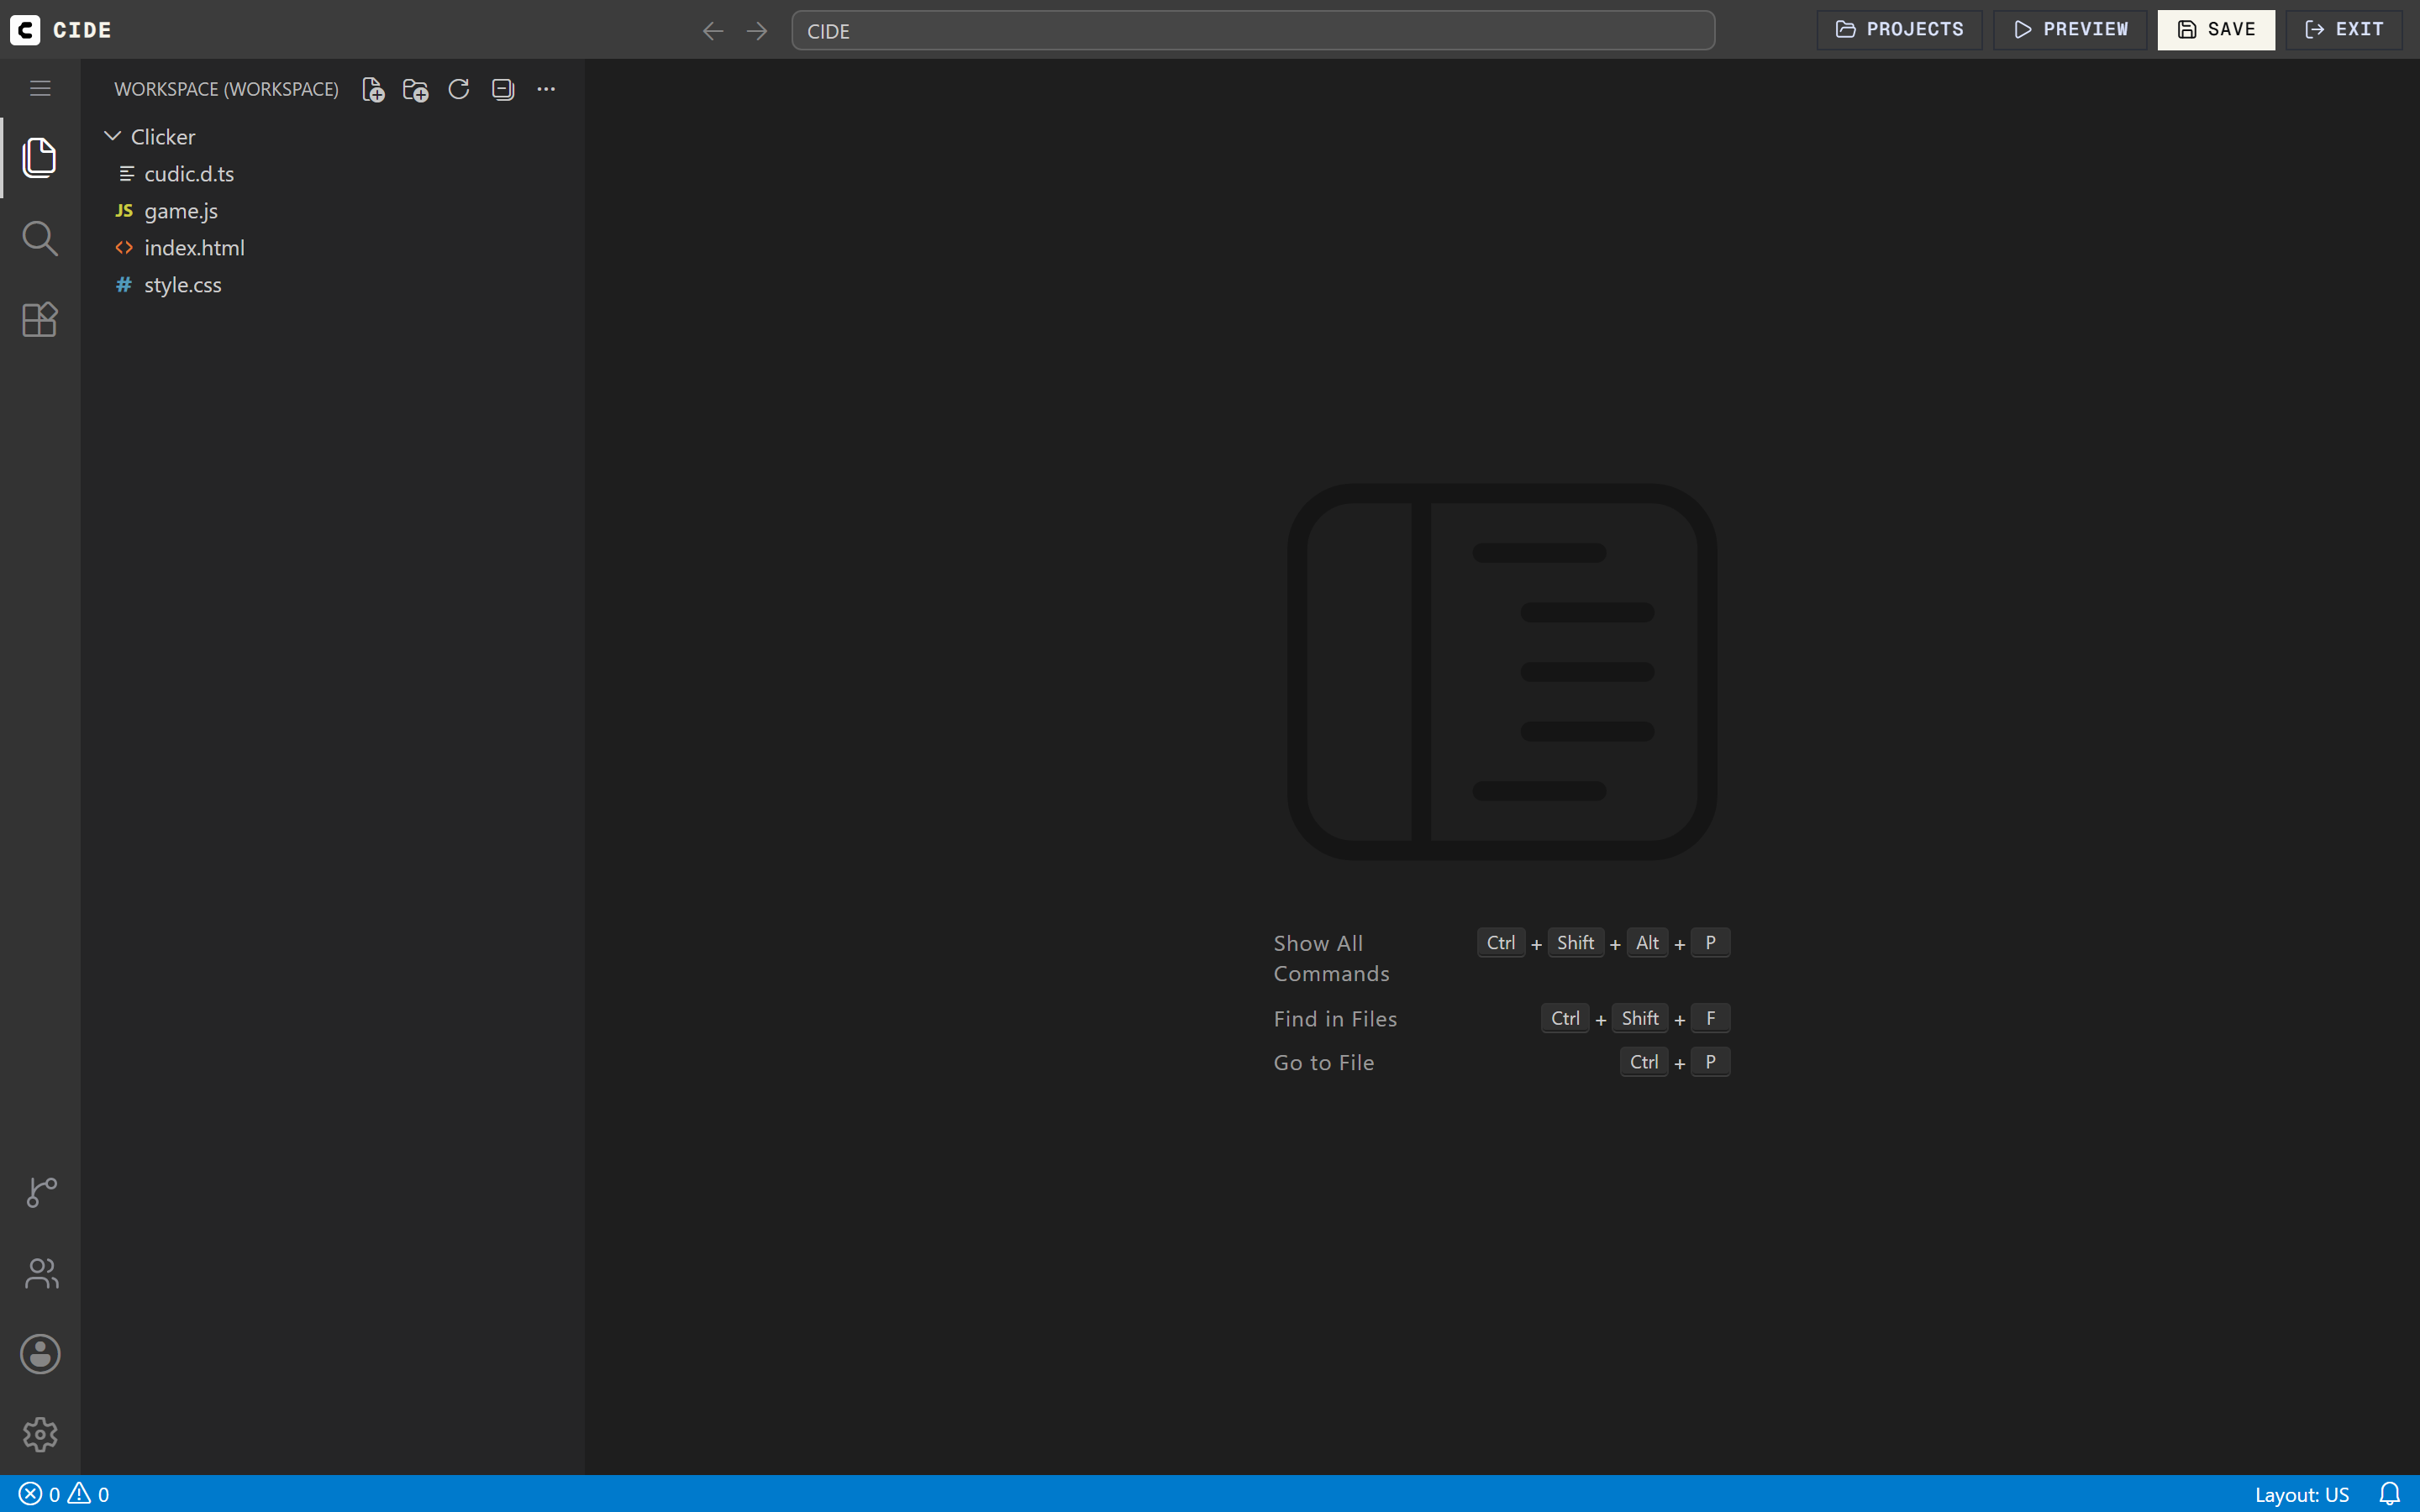 CIDE
CIDE
PROJECTS
PREVIEW
SAVE
EXIT
WORKSPACE (WORKSPACE)
Clicker
cudic.d.ts
JS game.js
<> index.html
# style.css
Show All Commands
Ctrl + Shift + Alt + P
Find in Files
Ctrl + Shift + F
Go to File
Ctrl + P
0
0
Layout: US